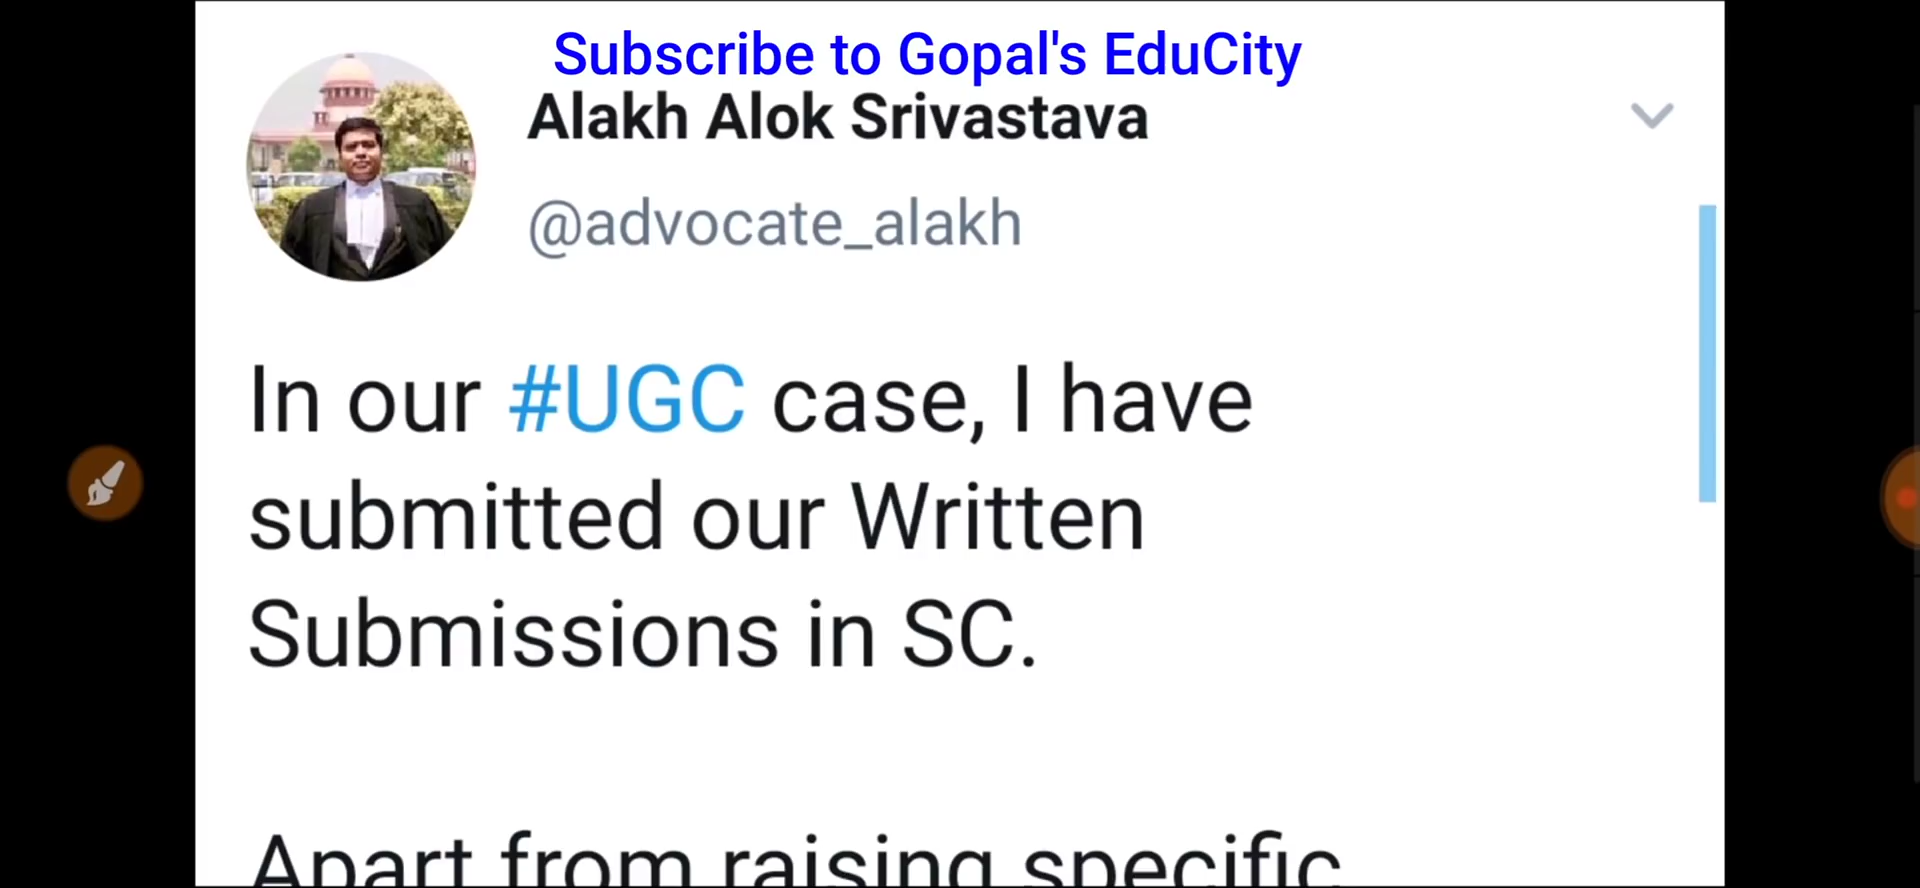 Subscribe to Gopal's EduCity
Alakh Alok Srivastava
@advocate_alakh
In our #UGC case, I have
submitted our Written
Submissions in SC.
Apart from raising specific